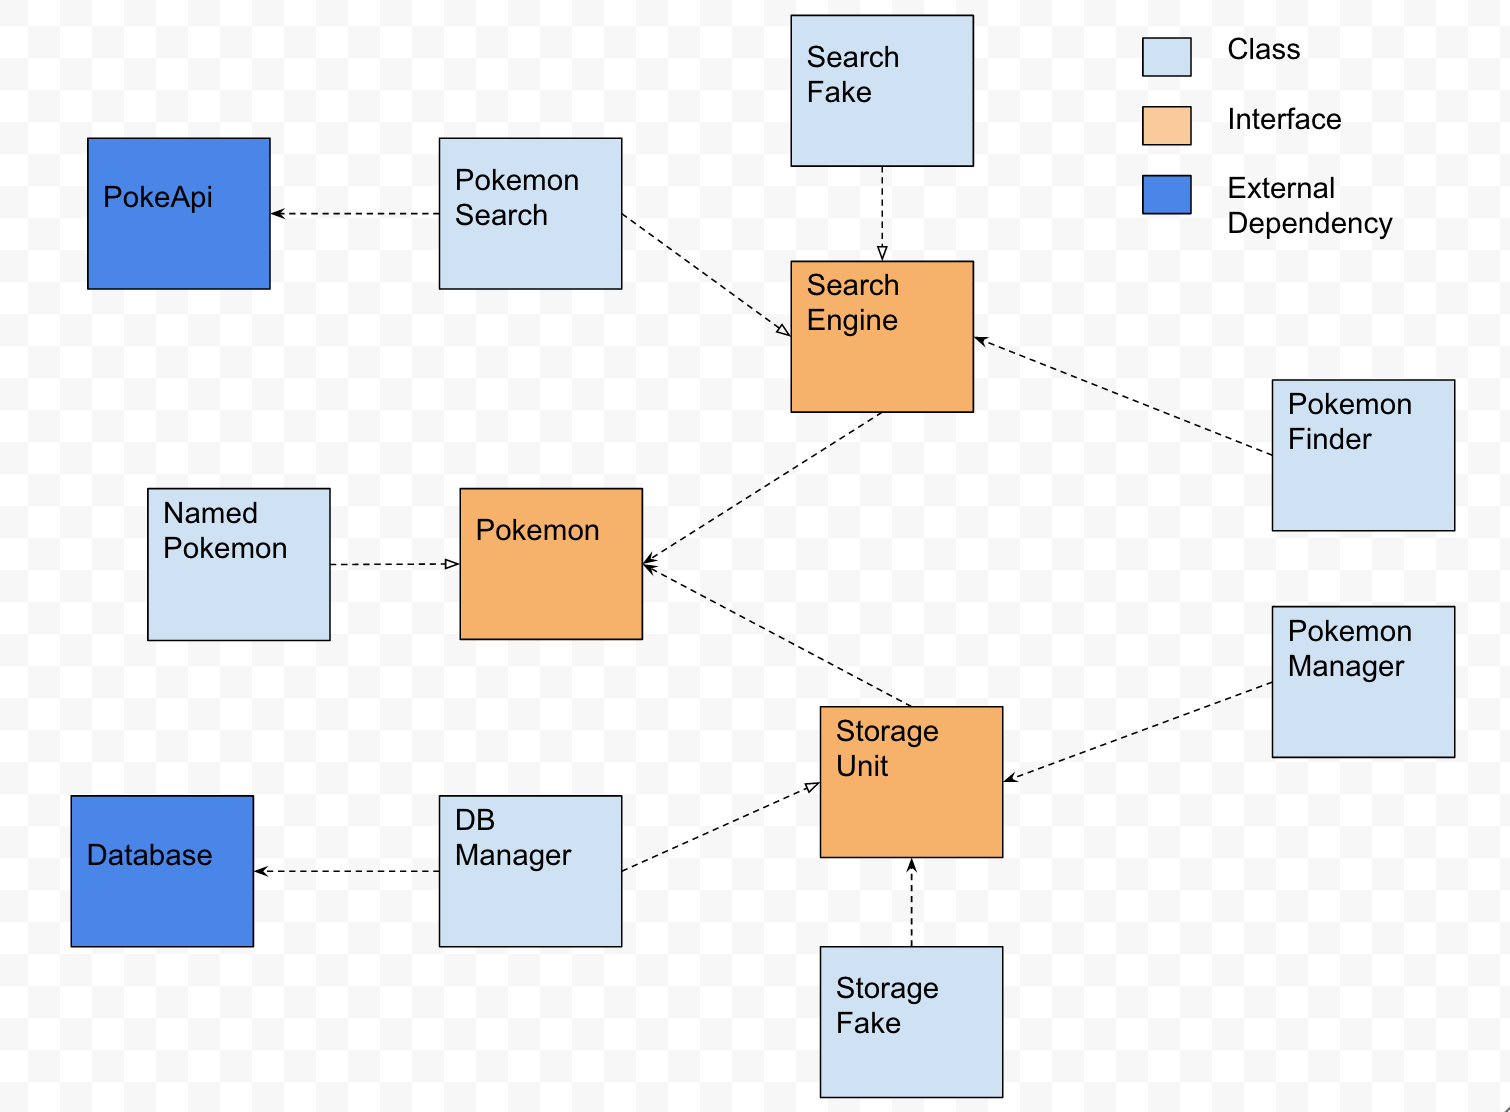 Search
Fake
Class
Interface
External
Dependency
PokeApi
Pokemon
Search
Search
Engine
Pokemon
Finder
Named
Pokemon
Pokemon
Pokemon
Manager
Storage
Unit
Database
DB
Manager
Storage
Fake